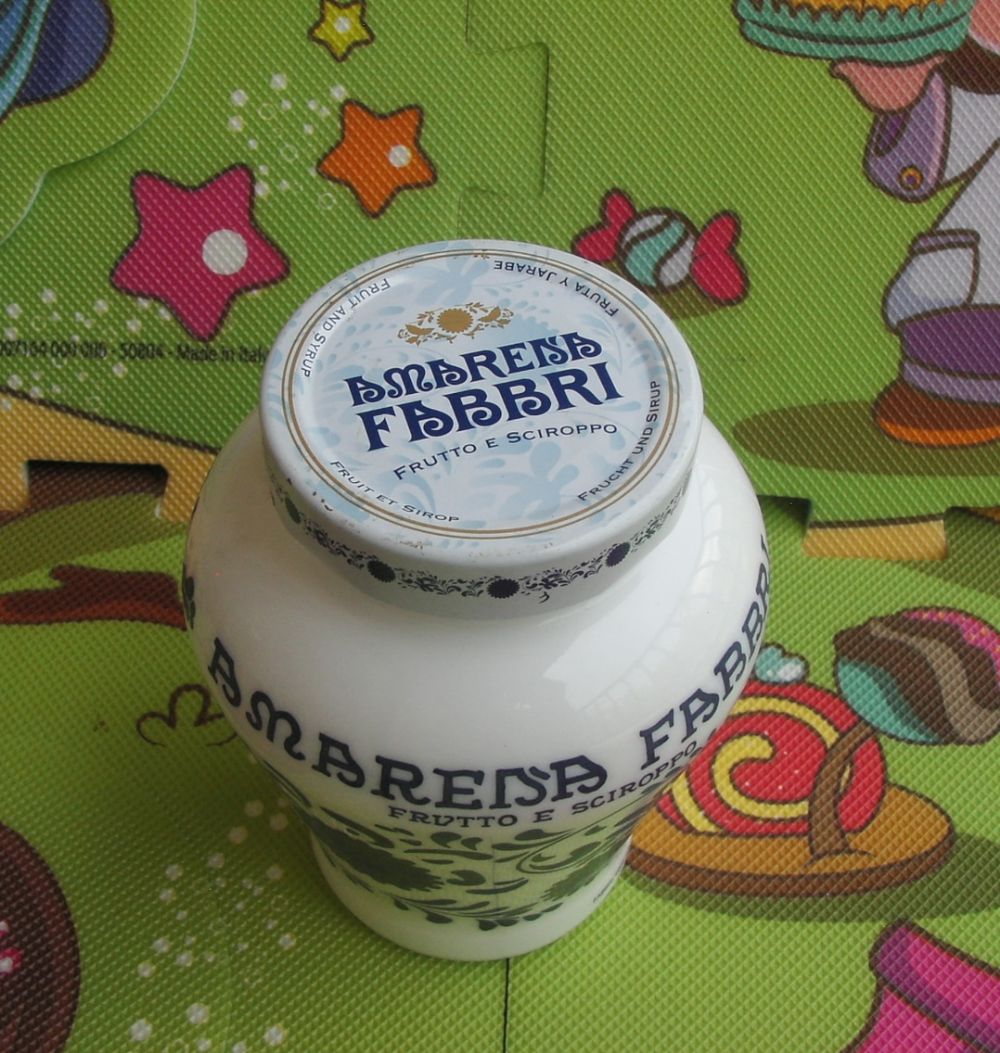 FRUIT AND SYRUP
FRUTA Y JARABE
AMARENA
FABBRI
FRUTTO E SCIROPPO
FRUIT ET SIROP
FRUCHT UND SIRUP
Made in Italy
AMARENA FABBRI
FRUTTO E SCIROPPO